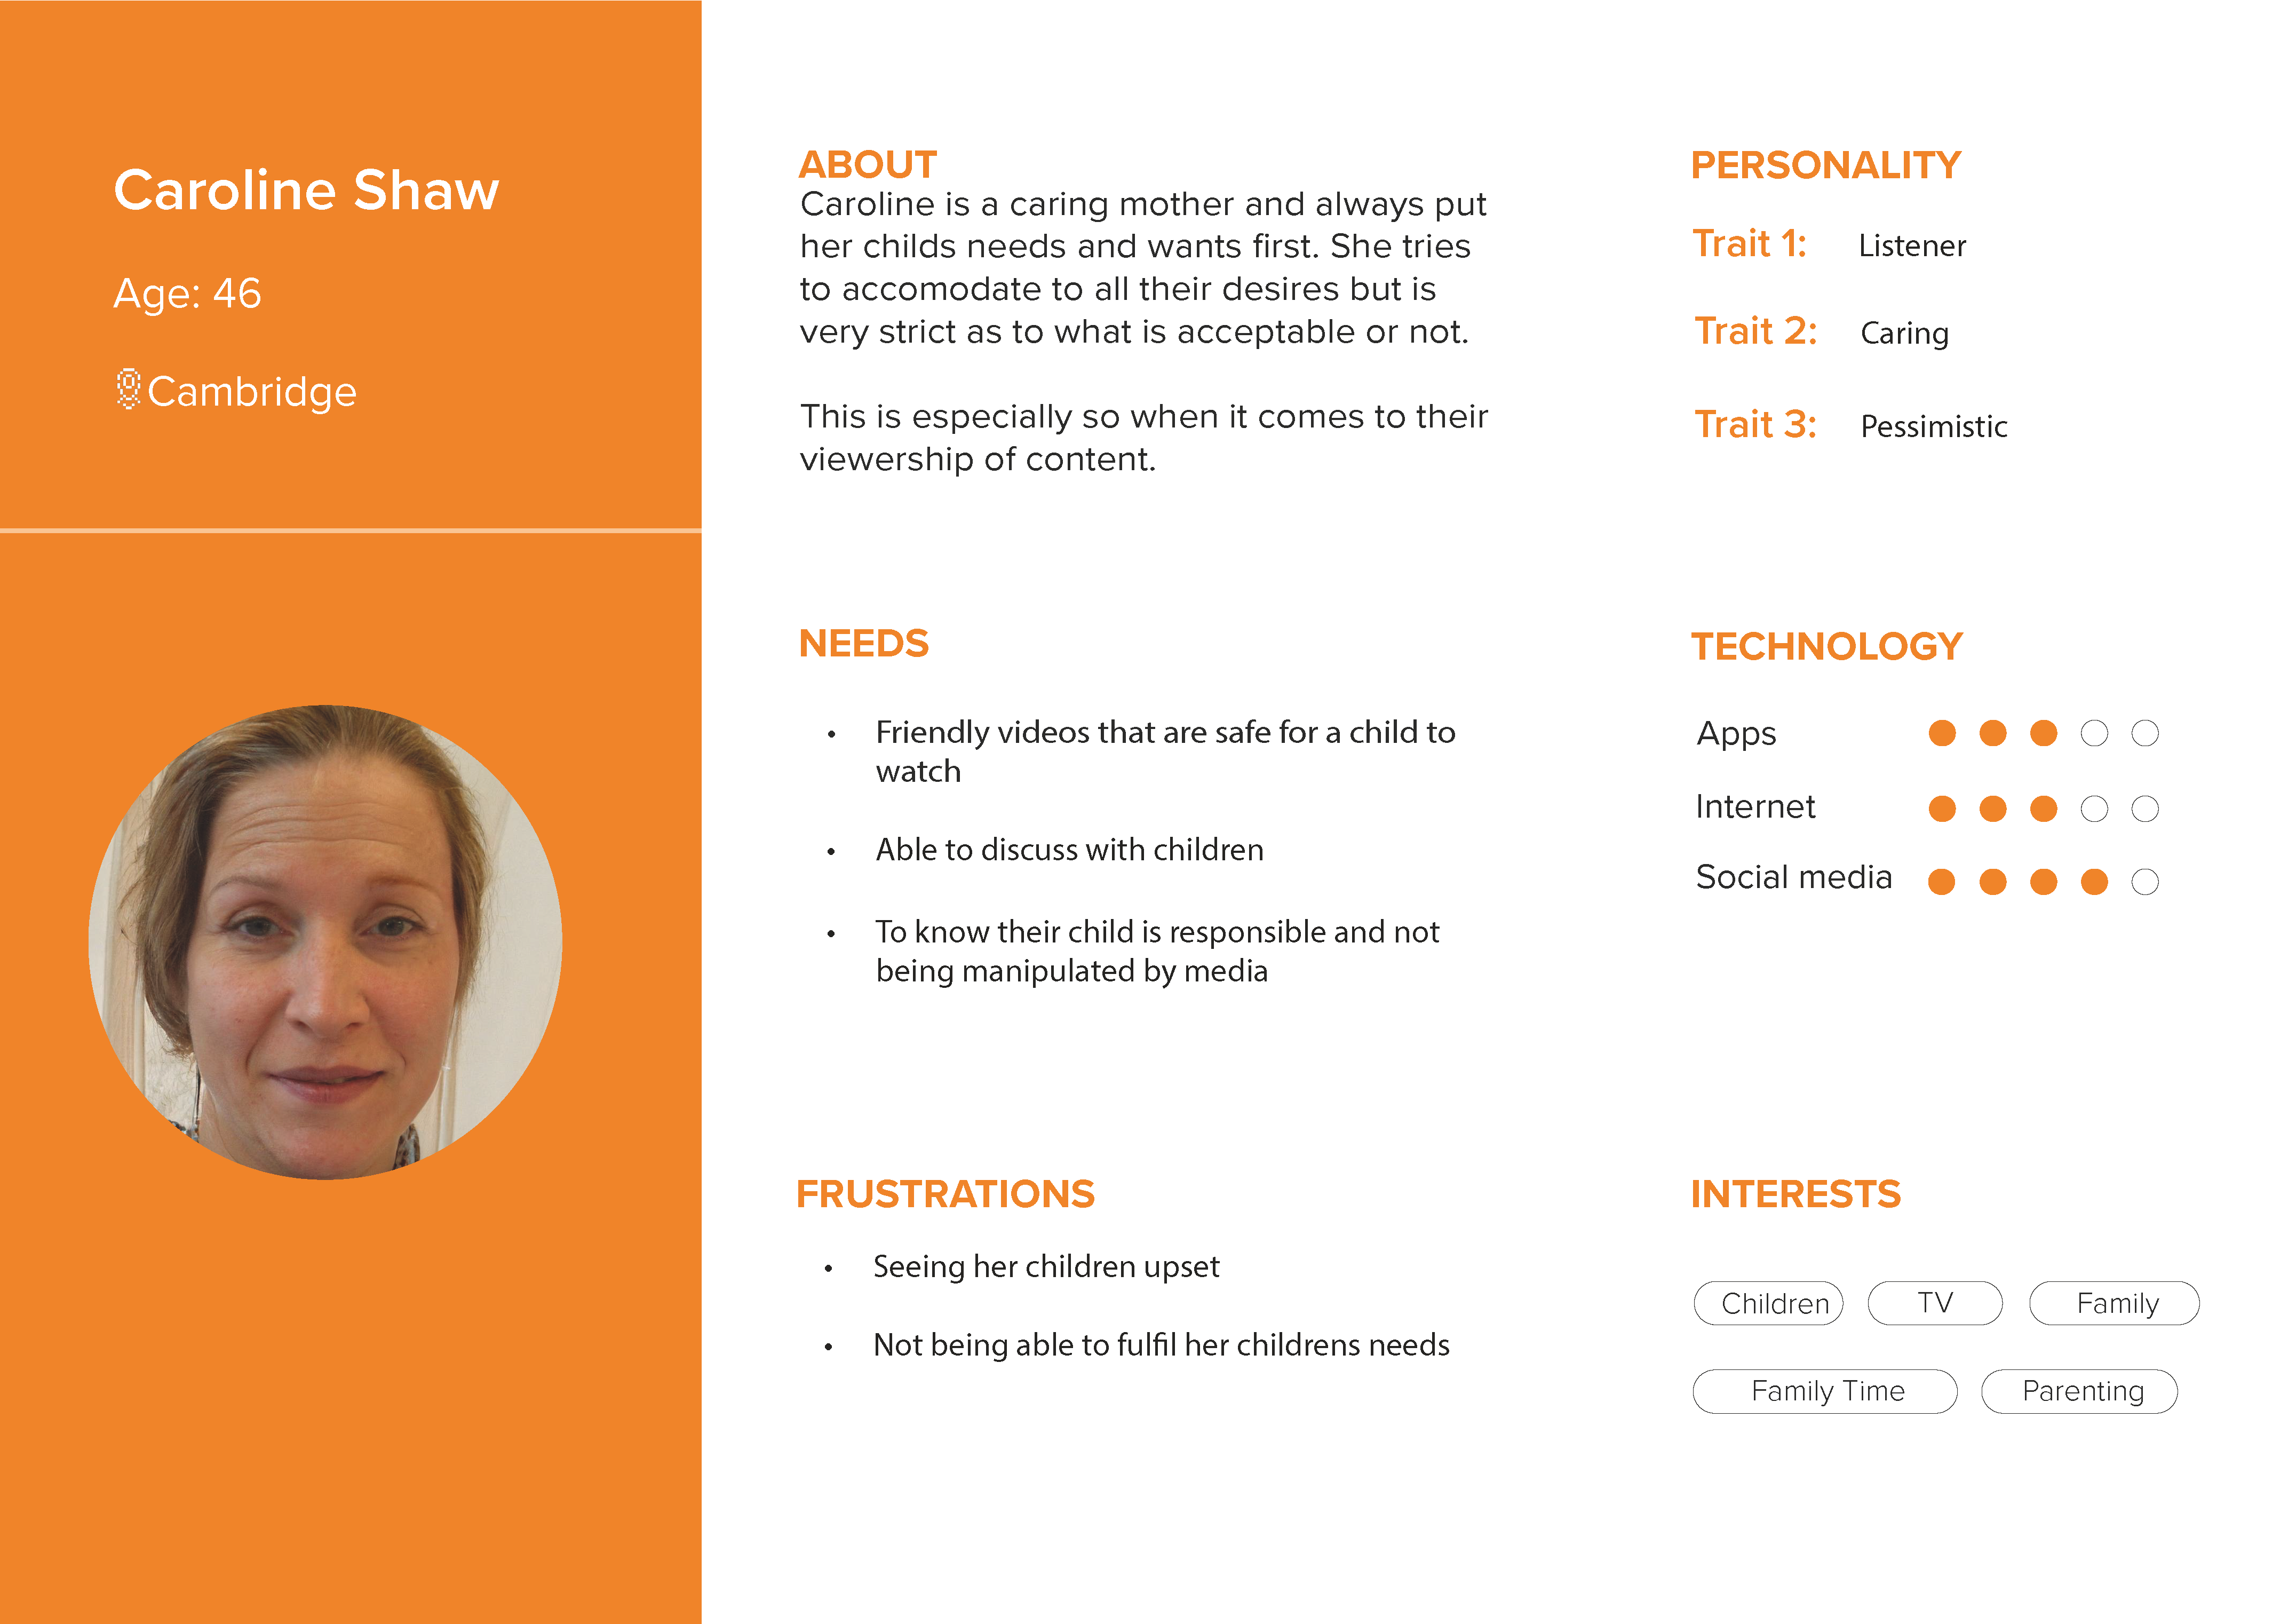 Caroline Shaw
Age: 46
Cambridge
ABOUT
Caroline is a caring mother and always put
her childs needs and wants first. She tries
to accomodate to all their desires but is
very strict as to what is acceptable or not.
This is especially so when it comes to their
viewership of content.
NEEDS
• Friendly videos that are safe for a child to
watch
• Able to discuss with children
• To know their child is responsible and not
being manipulated by media
FRUSTRATIONS
• Seeing her children upset
• Not being able to fulfil her childrens needs
PERSONALITY
Trait 1: Listener
Trait 2: Caring
Trait 3: Pessimistic
TECHNOLOGY
Apps
Internet
Social media
INTERESTS
Children TV Family
Family Time Parenting